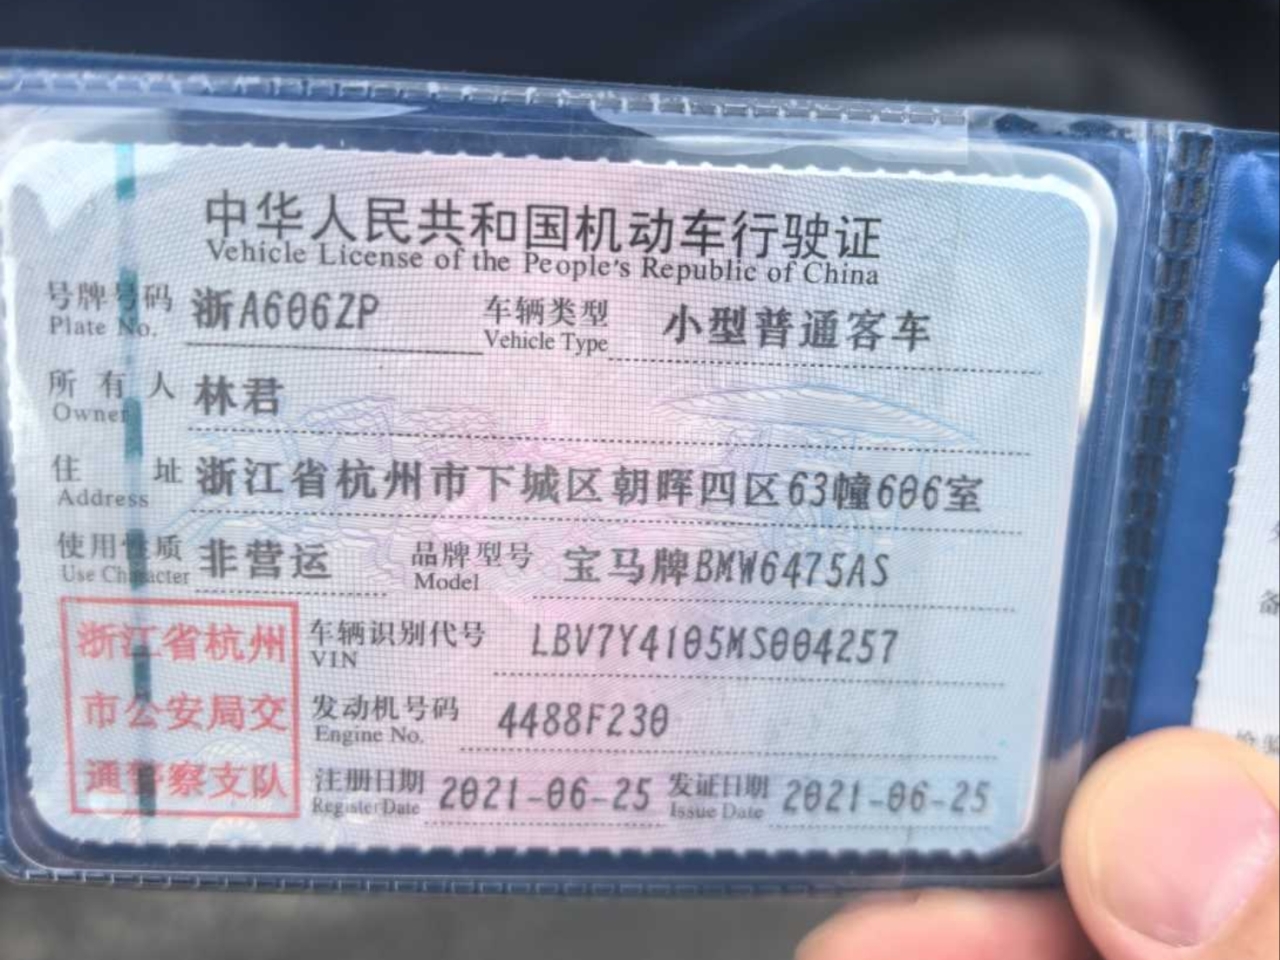 中华人民共和国机动车行驶证
Vehicle License of the People's Republic of China
号牌号码 浙A606ZP 车辆类型 小型普通客车
Plate No. Vehicle Type
所有人 林君
Owner
住址 浙江省杭州市下城区朝晖四区63幢606室
Address
使用性质 非营运 品牌型号 宝马牌BMW6475AS
Use Character Model
浙江省杭州
市公安局交
通警察支队
车辆识别代号 LBV7Y4105MS004257
VIN
发动机号码 4488F230
Engine No.
注册日期 2021-06-25 发证日期 2021-06-25
Register Date Issue Date
备